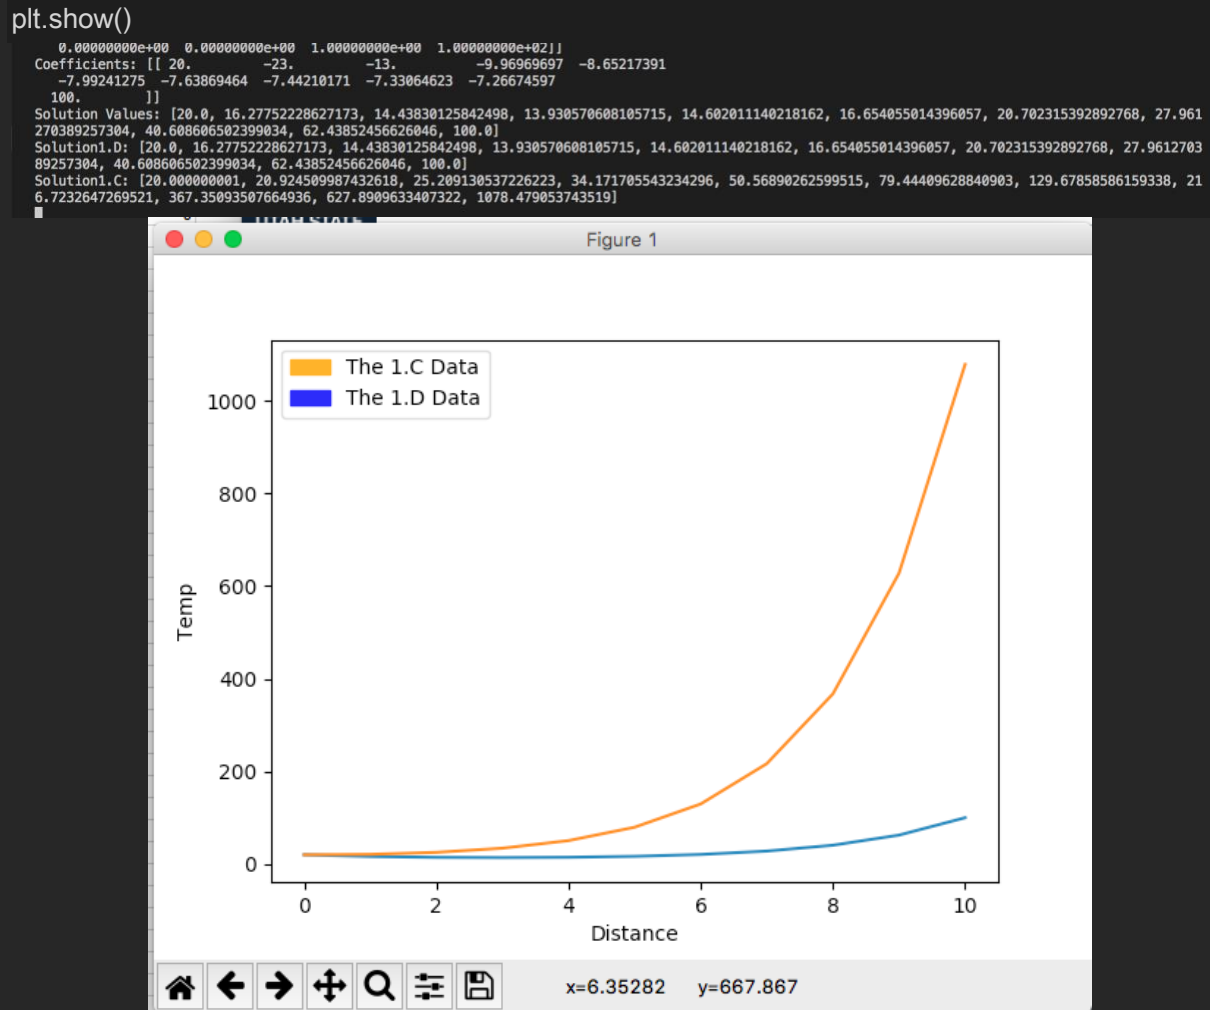 plt.show()
0.00000000e+00 0.00000000e+00 1.00000000e+00 1.00000000e+02]]
Coefficients: [[ 20. -23. -13. -9.96969697 -8.65217391
-7.99241275 -7.63869464 -7.44210171 -7.33064623 -7.26674597
100. ]]
Solution Values: [20.0, 16.27752228627173, 14.43830125842498, 13.930570608105715, 14.602011140218162, 16.654055014396057, 20.702315392892768, 27.961
270389257304, 40.608606502399034, 62.43852456626046, 100.0]
Solution1.D: [20.0, 16.27752228627173, 14.43830125842498, 13.930570608105715, 14.602011140218162, 16.654055014396057, 20.702315392892768, 27.9612703
89257304, 40.608606502399034, 62.43852456626046, 100.0]
Solution1.C: [20.000000001, 20.924509987432618, 25.209130537226223, 34.171705543234296, 50.56890262599515, 79.44409628840903, 129.67858586159338, 21
6.7232647269521, 367.35093507664936, 627.8909633407322, 1078.479053743519]
UTAH STATE
Figure 1
The 1.C Data
The 1.D Data
1000
800
600
400
200
0
Temp
0 2 4 6 8 10
Distance
x=6.35282 y=667.867